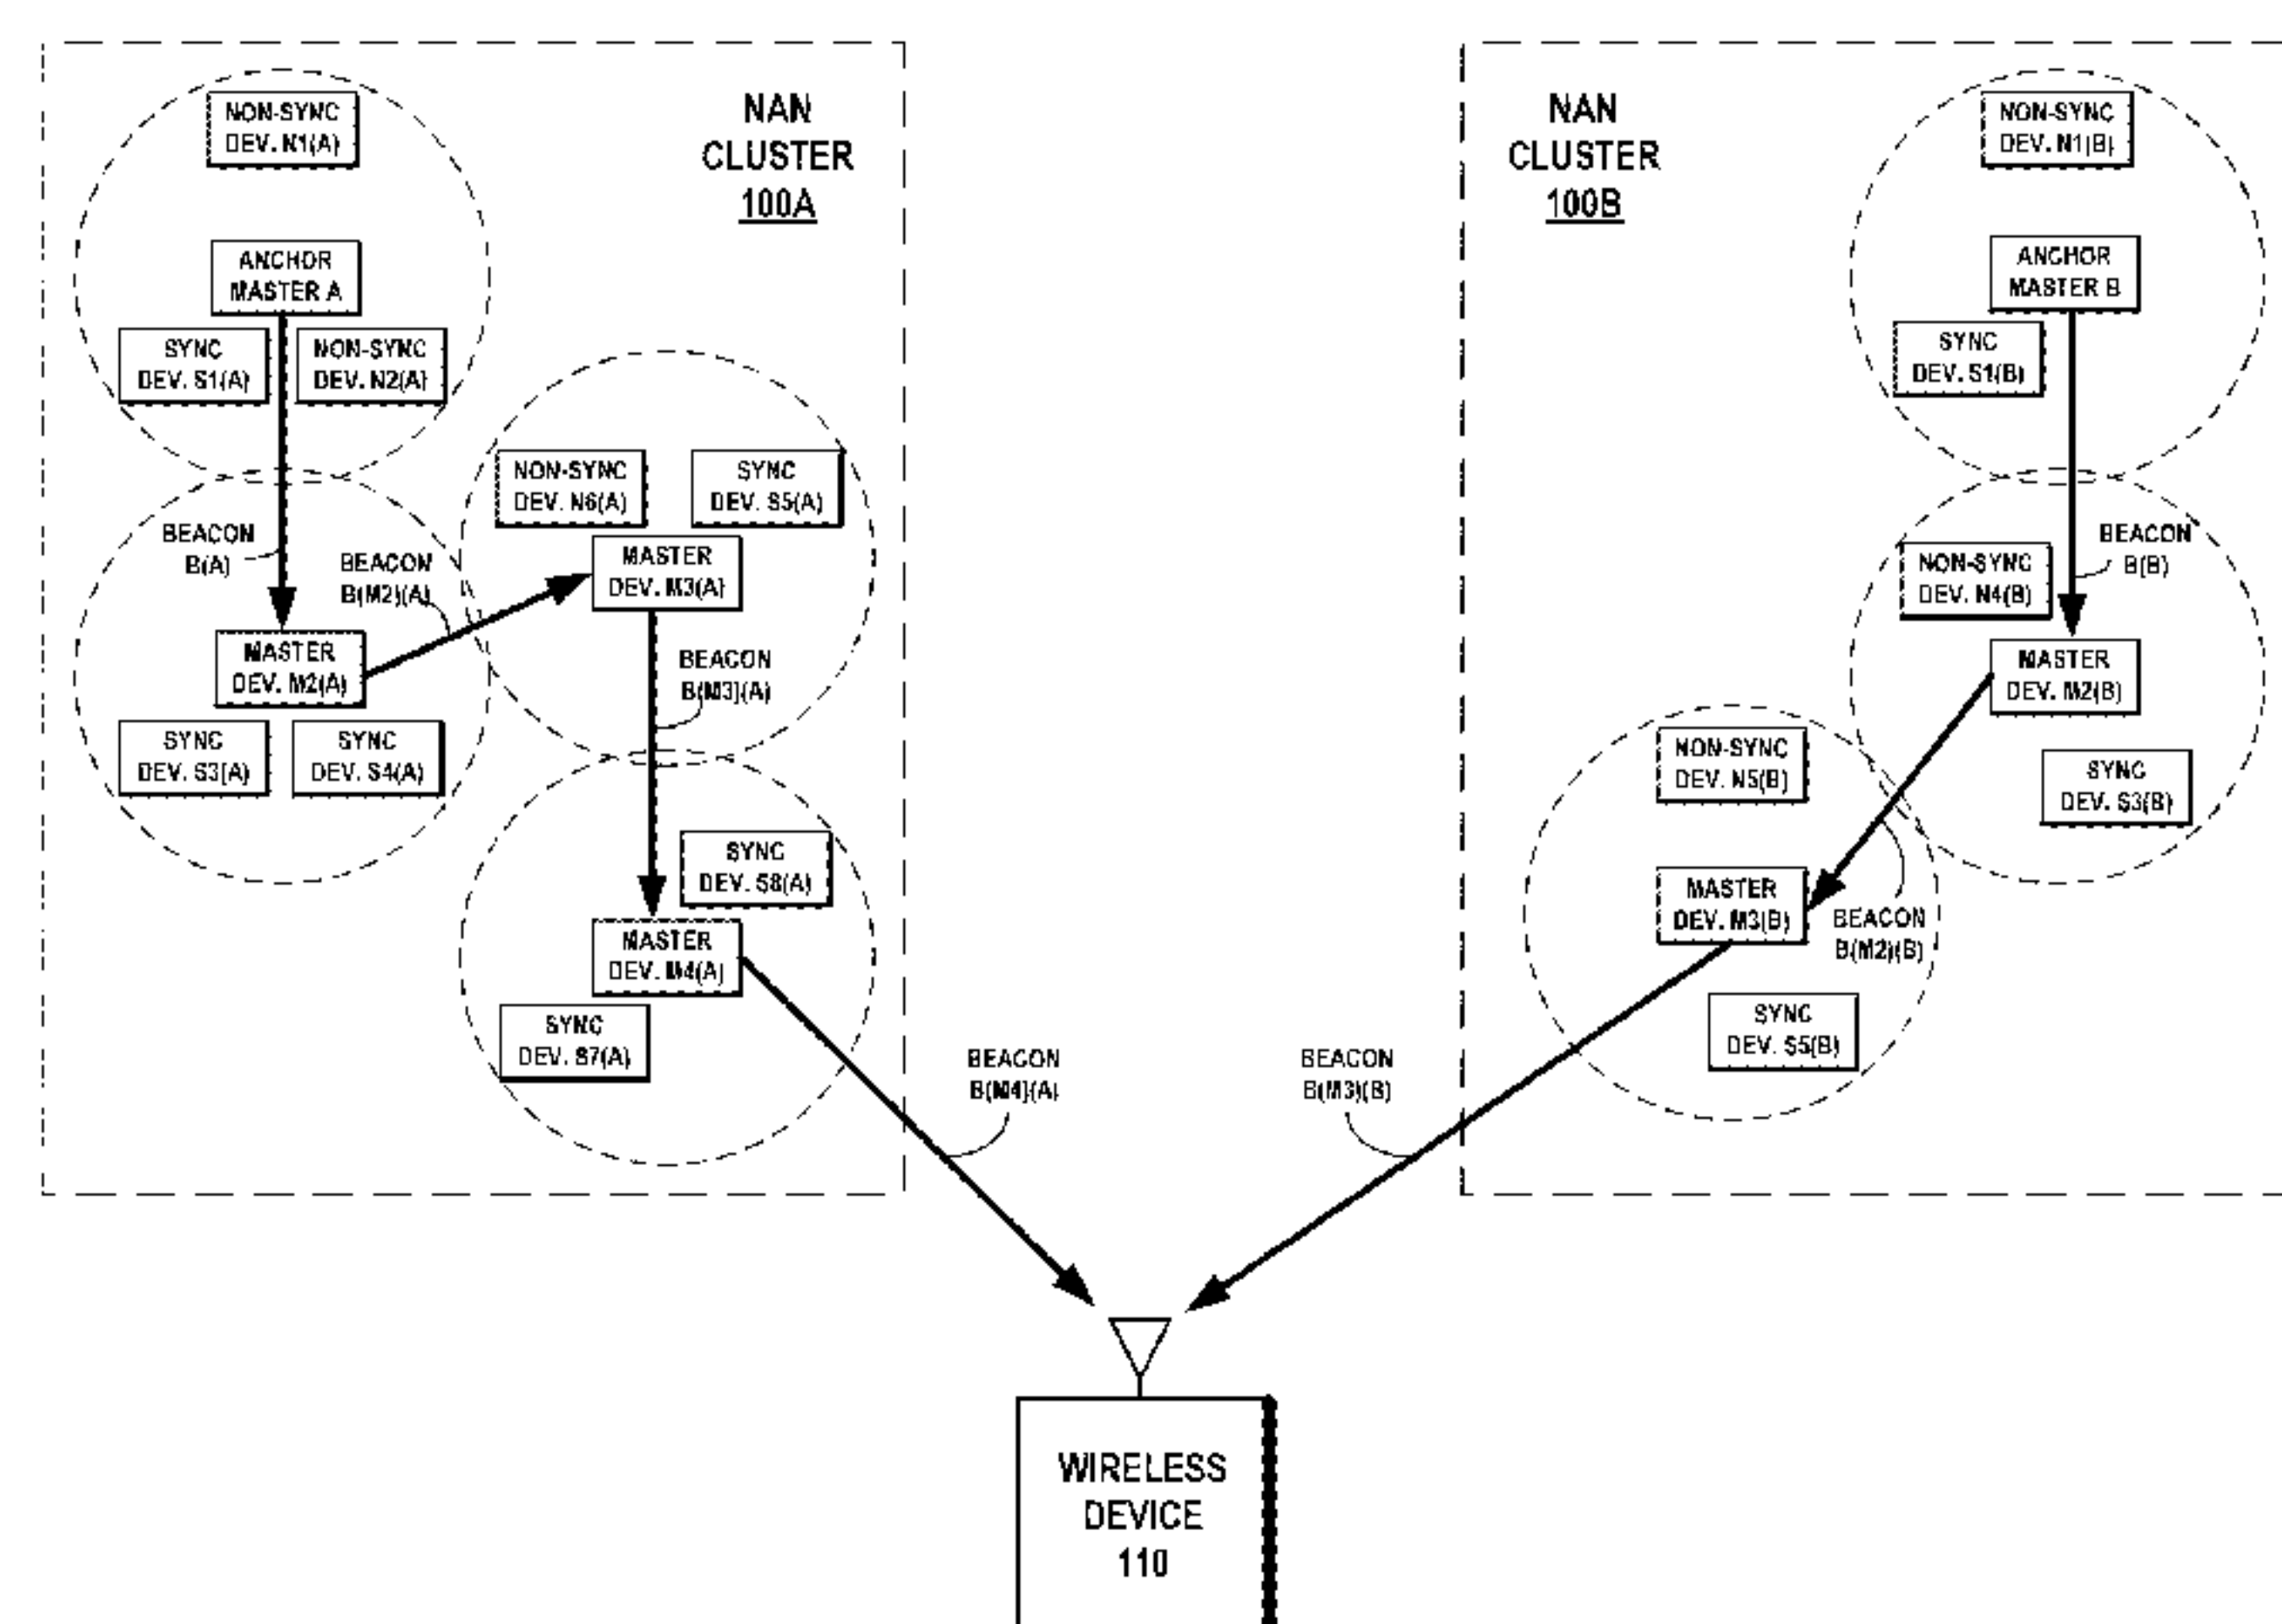 NAN
CLUSTER
100A
NON-SYNC
DEV. N1(A)
ANCHOR
MASTER A
SYNC
DEV. S1(A)
NON-SYNC
DEV. N2(A)
BEACON
B(A)
BEACON
B(M2)(A)
NON-SYNC
DEV. N6(A)
SYNC
DEV. S5(A)
MASTER
DEV. M3(A)
MASTER
DEV. M2(A)
BEACON
B(M3)(A)
SYNC
DEV. S3(A)
SYNC
DEV. S4(A)
SYNC
DEV. S8(A)
MASTER
DEV. M4(A)
SYNC
DEV. S7(A)
BEACON
B(M4)(A)
NAN
CLUSTER
100B
NON-SYNC
DEV. N1(B)
ANCHOR
MASTER B
SYNC
DEV. S1(B)
BEACON
B(B)
NON-SYNC
DEV. N4(B)
MASTER
DEV. M2(B)
NON-SYNC
DEV. N5(B)
SYNC
DEV. S3(B)
MASTER
DEV. M3(B)
BEACON
B(M2)(B)
SYNC
DEV. S5(B)
BEACON
B(M3)(B)
WIRELESS
DEVICE
110